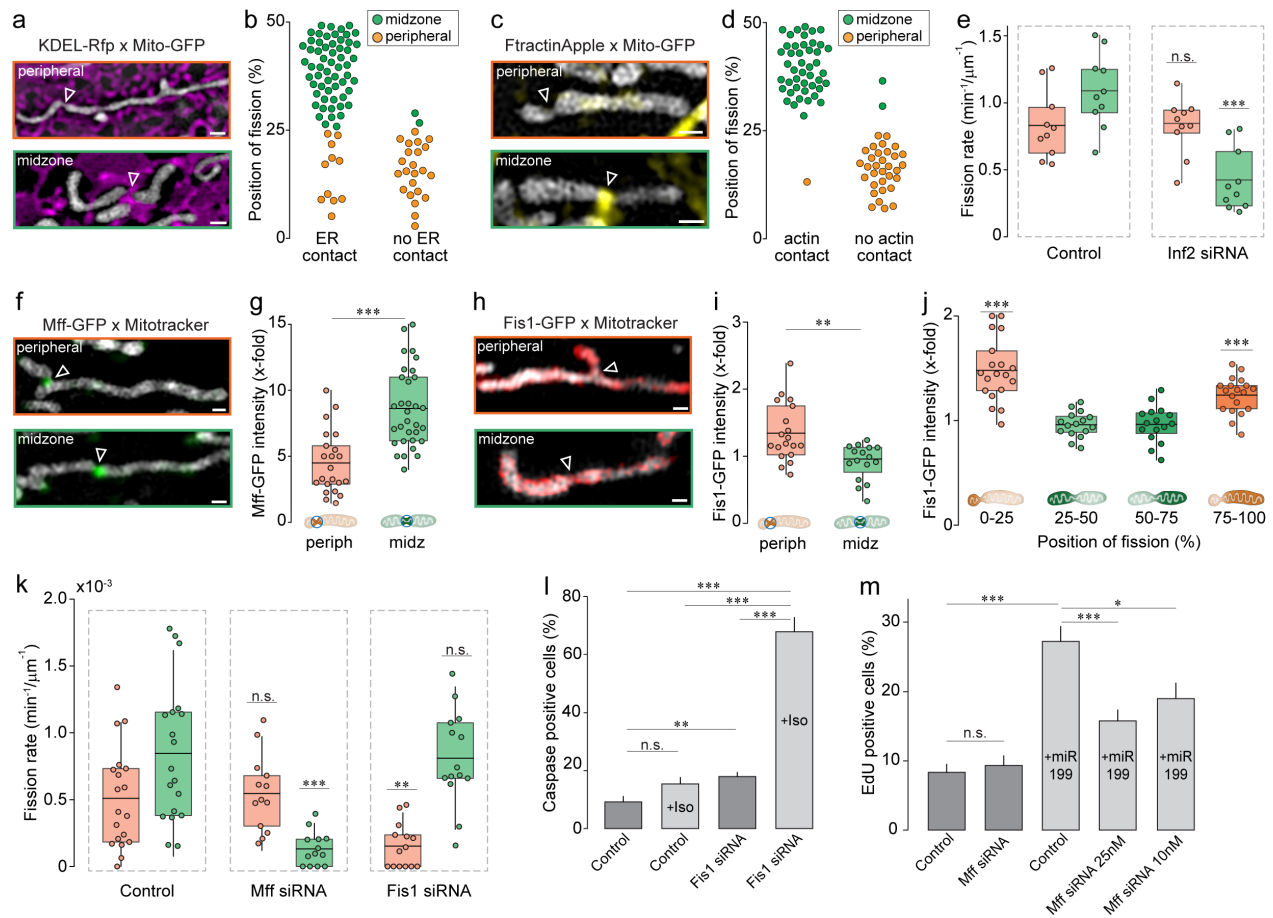 a
KDEL-Rfp x Mito-GFP
peripheral
midzone
b
midzone
peripheral
Position of fission (%)
50
25
0
ER
contact
no ER
contact
c
FtractinApple x Mito-GFP
peripheral
midzone
d
midzone
peripheral
Position of fission (%)
50
25
0
actin
contact
no actin
contact
e
Fission rate (min⁻¹/μm⁻¹)
1.5
1.0
0.5
0
n.s.
***
Control
Inf2 siRNA
f
Mff-GFP x Mitotracker
peripheral
midzone
g
Mff-GFP intensity (x-fold)
15
10
5
0
***
periph
midz
h
Fis1-GFP x Mitotracker
peripheral
midzone
i
Fis1-GFP intensity (x-fold)
3
2
1
0
**
periph
midz
j
Fis1-GFP intensity (x-fold)
2
1
0
***
***
0-25
25-50
50-75
75-100
Position of fission (%)
k
x10⁻³
Fission rate (min⁻¹/μm⁻¹)
2.0
1.5
1.0
0.5
0
n.s.
***
**
n.s.
Control
Mff siRNA
Fis1 siRNA
l
Caspase positive cells (%)
80
60
40
20
0
***
***
***
**
n.s.
+Iso
+Iso
Control
Control
Fis1 siRNA
Fis1 siRNA
m
EdU positive cells (%)
30
20
10
0
***
*
***
n.s.
+miR
199
+miR
199
+miR
199
Control
Mff siRNA
Control
Mff siRNA 25nM
Mff siRNA 10nM